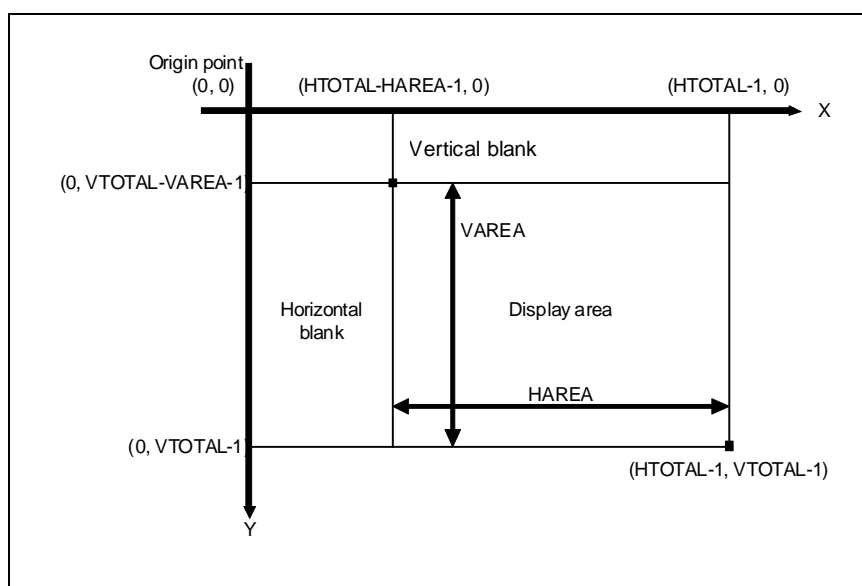 Origin point
(0, 0)
(HTOTAL-HAREA-1, 0)
(HTOTAL-1, 0)
X
Vertical blank
(0, VTOTAL-VAREA-1)
VAREA
Horizontal
blank
Display area
HAREA
(0, VTOTAL-1)
(HTOTAL-1, VTOTAL-1)
Y